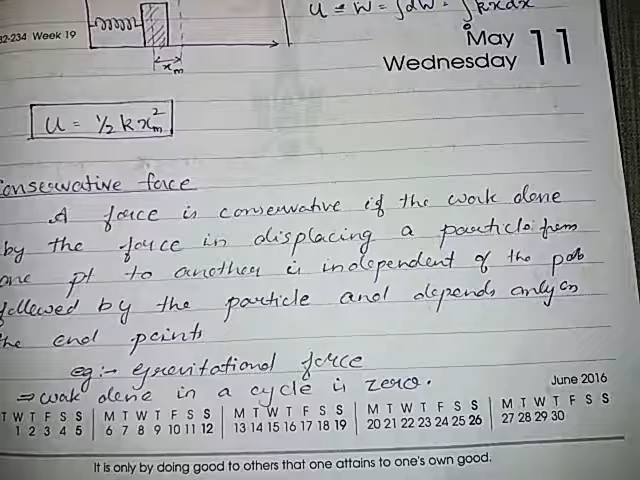 U = W = ∫dW = ∫kxdx
32-234 Week 19
May
Wednesday
11
xm
U = ½ k xm²
Conservative force
A force is conservative if the work done
by the force in displacing a particle from
one pt to another is independent of the path
followed by the particle and depends only on
the end points
eg:- gravitational force
⇒ work done in a cycle is zero.
June 2016
T W T F S S M T W T F S S M T W T F S S M T W T F S S M T W T F S S
1 2 3 4 5 6 7 8 9 10 11 12 13 14 15 16 17 18 19 20 21 22 23 24 25 26 27 28 29 30
It is only by doing good to others that one attains to one's own good.